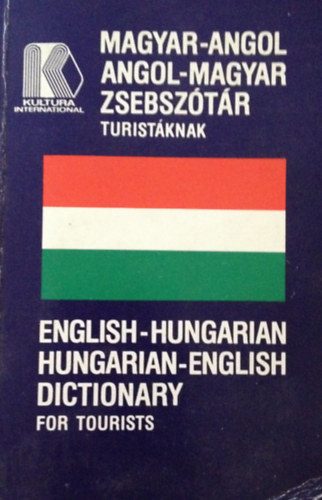 KULTURA
INTERNATIONAL
MAGYAR-ANGOL
ANGOL-MAGYAR
ZSEBSZÓTÁR
TURISTÁKNAK
ENGLISH-HUNGARIAN
HUNGARIAN-ENGLISH
DICTIONARY
FOR TOURISTS